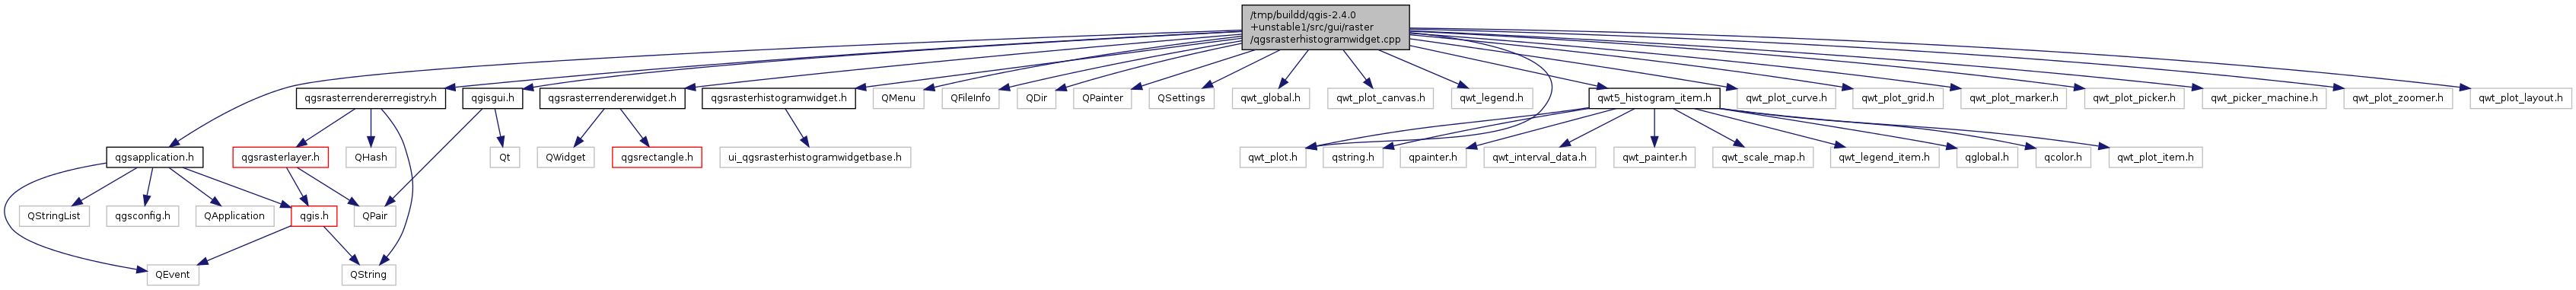 /tmp/buildd/qgis-2.4.0
+unstable1/src/gui/raster
/qgsrasterhistogramwidget.cpp
qgsrasterrendererregistry.h
qgisgui.h
qgsrasterrendererwidget.h
qgsrasterhistogramwidget.h
QMenu
QFileInfo
QDir
QPainter
QSettings
qwt_global.h
qwt_plot_canvas.h
qwt_legend.h
qwt5_histogram_item.h
qwt_plot_curve.h
qwt_plot_grid.h
qwt_plot_marker.h
qwt_plot_picker.h
qwt_picker_machine.h
qwt_plot_zoomer.h
qwt_plot_layout.h
qgsapplication.h
qgsrasterlayer.h
QHash
Qt
QWidget
qgsrectangle.h
ui_qgsrasterhistogramwidgetbase.h
qwt_plot.h
qstring.h
qpainter.h
qwt_interval_data.h
qwt_painter.h
qwt_scale_map.h
qwt_legend_item.h
qglobal.h
qcolor.h
qwt_plot_item.h
QStringList
qgsconfig.h
QApplication
qgis.h
QPair
QEvent
QString